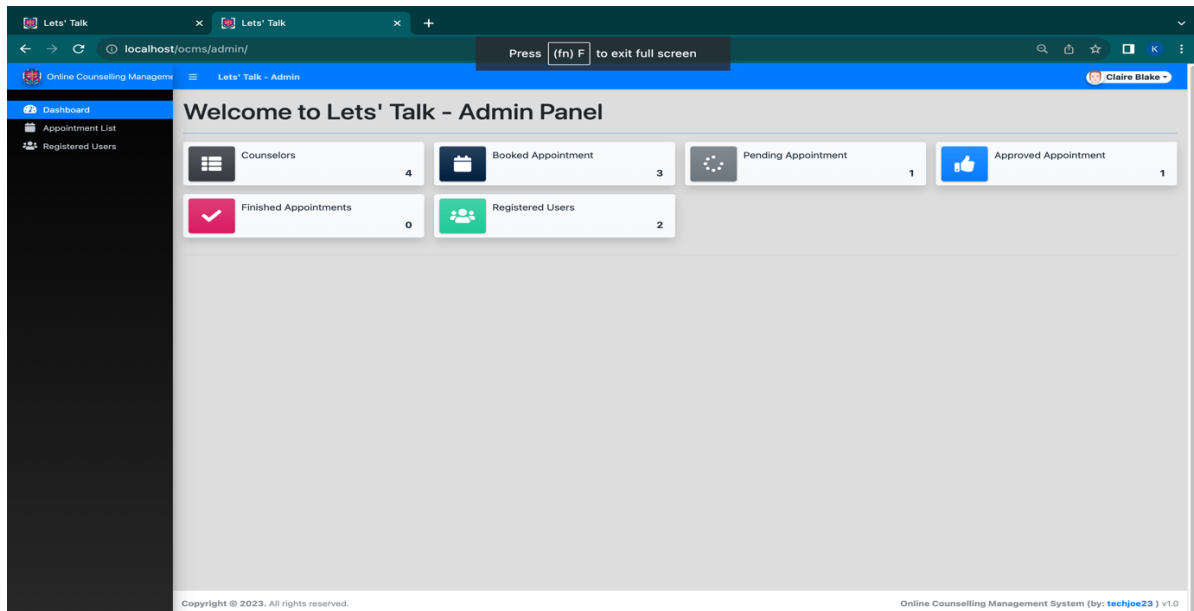 Lets' Talk
Lets' Talk
localhost/ocms/admin/
Press (fn) F to exit full screen
K
Online Counselling Manageme
Lets' Talk - Admin
Claire Blake
Dashboard
Appointment List
Registered Users
Welcome to Lets' Talk - Admin Panel
Counselors
4
Booked Appointment
3
Pending Appointment
1
Approved Appointment
1
Finished Appointments
0
Registered Users
2
Copyright © 2023. All rights reserved.
Online Counselling Management System (by: techjoe23 ) v1.0